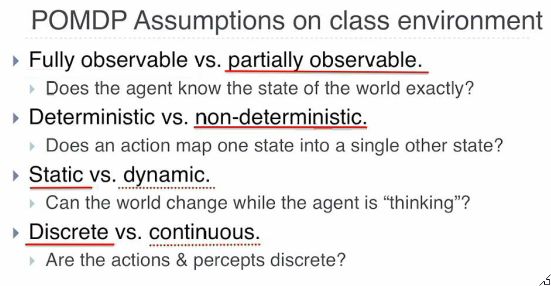 POMDP Assumptions on class environment
Fully observable vs. partially observable.
Does the agent know the state of the world exactly?
Deterministic vs. non-deterministic.
Does an action map one state into a single other state?
Static vs. dynamic.
Can the world change while the agent is “thinking”?
Discrete vs. continuous.
Are the actions & percepts discrete?